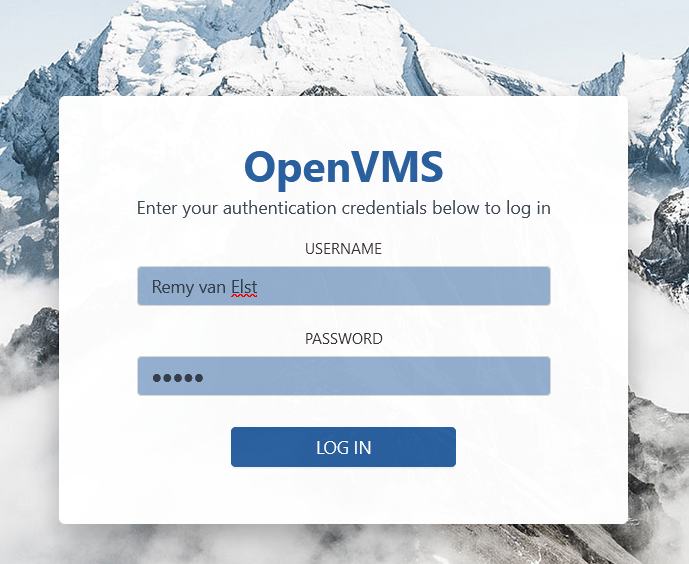 OpenVMS
Enter your authentication credentials below to log in
USERNAME
Remy van Elst
PASSWORD
●●●●●
LOG IN